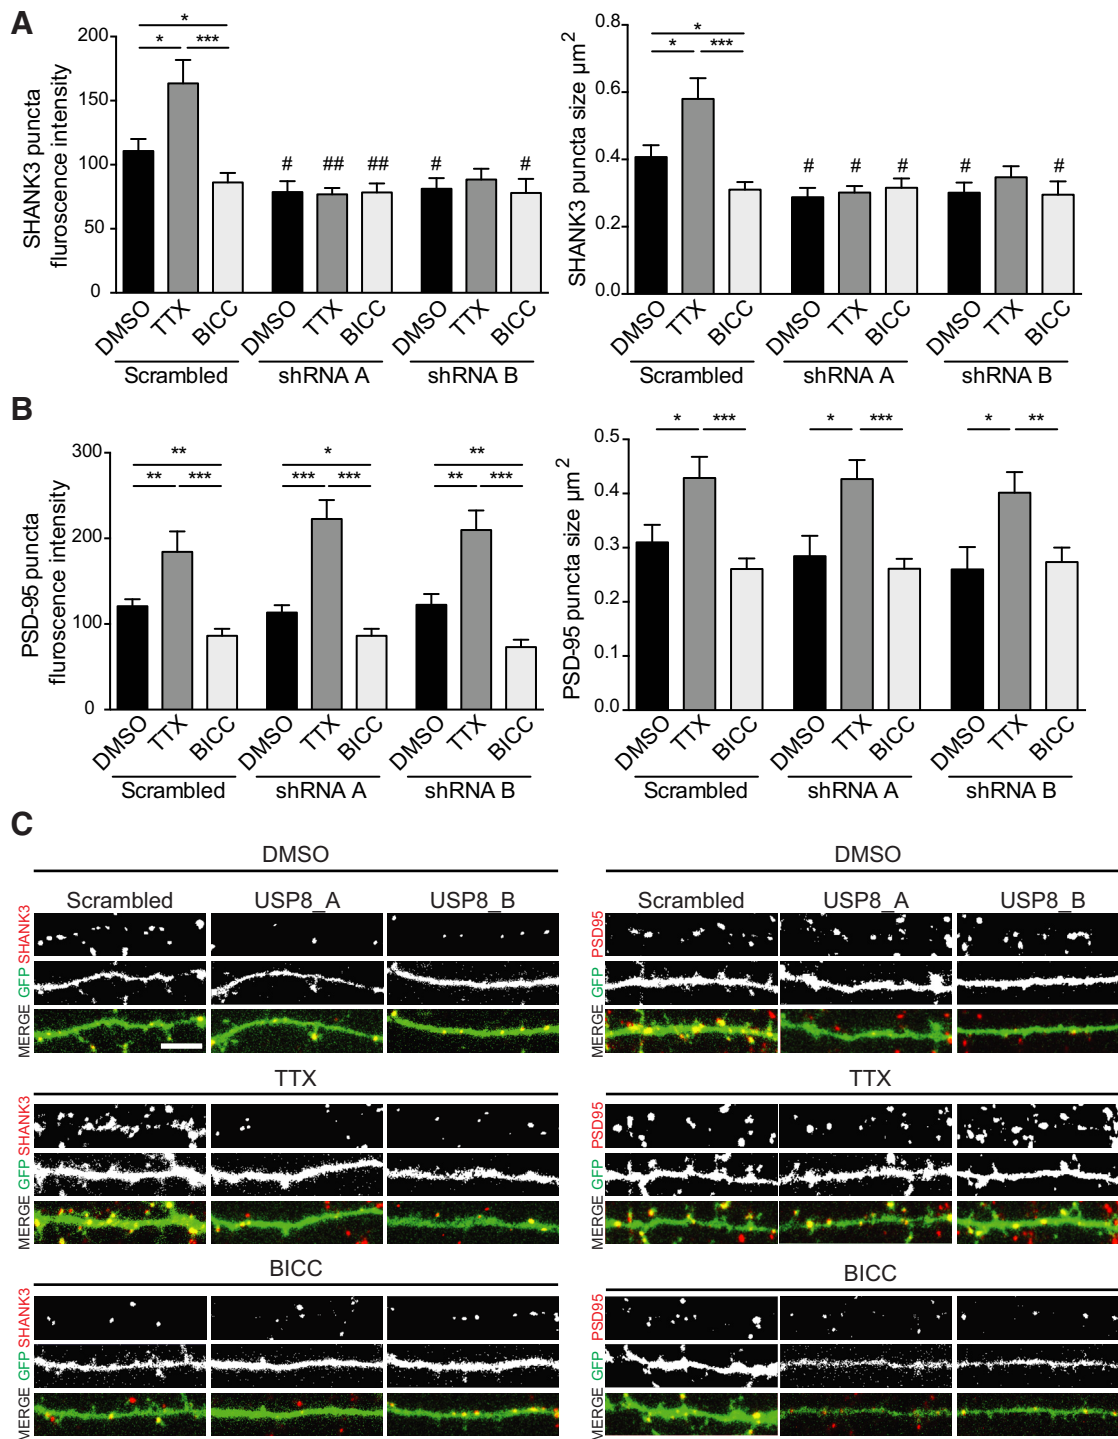 A
SHANK3 puncta
fluroscence intensity
200
150
100
50
0
*
* ***
# ## ## # #
DMSO TTX BICC DMSO TTX BICC DMSO TTX BICC
Scrambled shRNA A shRNA B
SHANK3 puncta size µm2
0.8
0.6
0.4
0.2
0.0
*
* ***
# # # # #
DMSO TTX BICC DMSO TTX BICC DMSO TTX BICC
Scrambled shRNA A shRNA B
B
PSD-95 puncta
fluroscence intensity
300
200
100
0
** * **
** *** *** *** ** ***
DMSO TTX BICC DMSO TTX BICC DMSO TTX BICC
Scrambled shRNA A shRNA B
PSD-95 puncta size µm2
0.5
0.4
0.3
0.2
0.1
0.0
* *** * *** * **
DMSO TTX BICC DMSO TTX BICC DMSO TTX BICC
Scrambled shRNA A shRNA B
C
DMSO
Scrambled USP8_A USP8_B
SHANK3
GFP
MERGE
TTX
SHANK3
GFP
MERGE
BICC
SHANK3
GFP
MERGE
DMSO
Scrambled USP8_A USP8_B
PSD95
GFP
MERGE
TTX
PSD95
GFP
MERGE
BICC
PSD95
GFP
MERGE